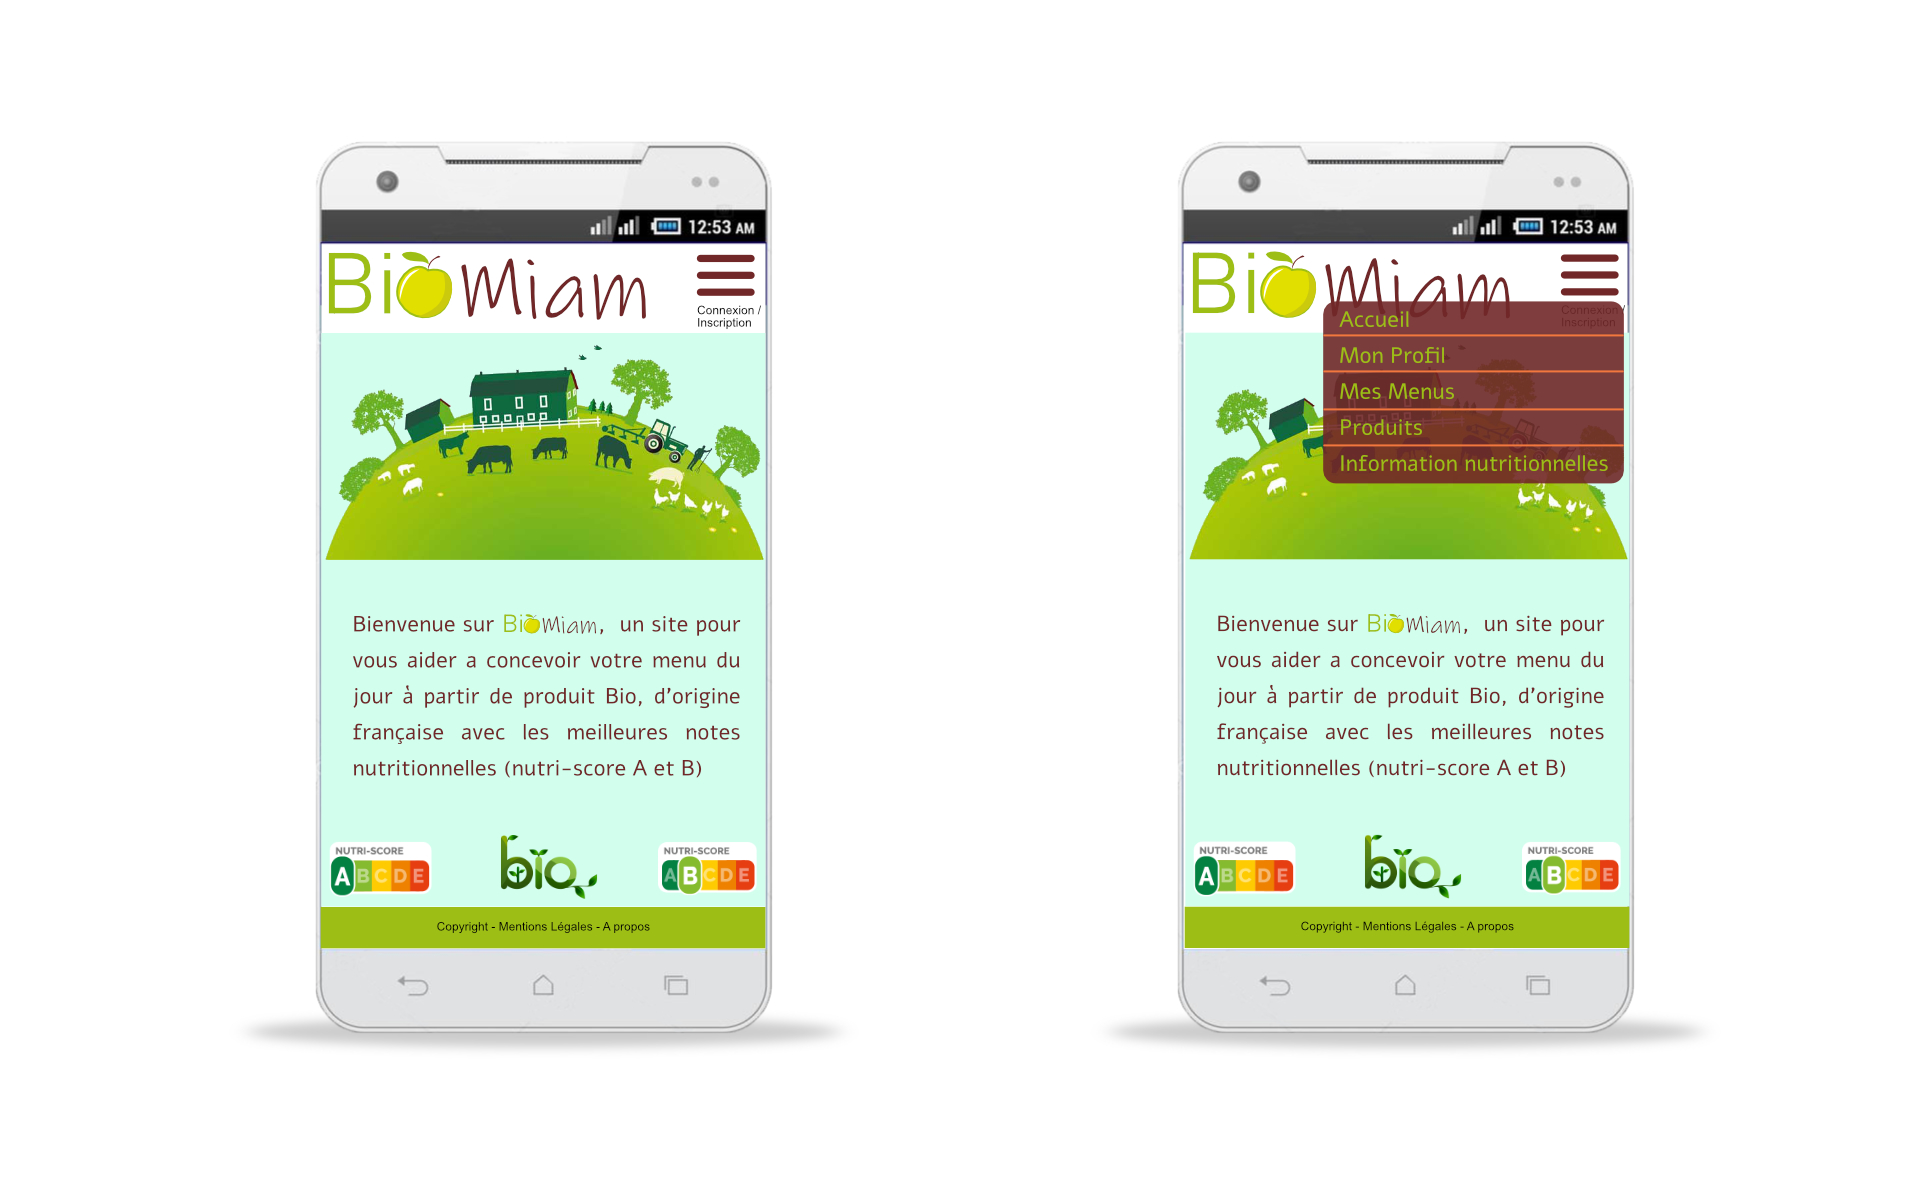 12:53 AM
BiOMiam
Connexion /
Inscription
Bienvenue sur BiOMiam, un site pour
vous aider a concevoir votre menu du
jour à partir de produit Bio, d'origine
française avec les meilleures notes
nutritionnelles (nutri-score A et B)
NUTRI-SCORE
A B C D E
bio
NUTRI-SCORE
A B C D E
Copyright - Mentions Légales - A propos
12:53 AM
BiOMiam
Connexion /
Inscription
Accueil
Mon Profil
Mes Menus
Produits
Information nutritionnelles
Bienvenue sur BiOMiam, un site pour
vous aider a concevoir votre menu du
jour à partir de produit Bio, d'origine
française avec les meilleures notes
nutritionnelles (nutri-score A et B)
NUTRI-SCORE
A B C D E
bio
NUTRI-SCORE
A B C D E
Copyright - Mentions Légales - A propos